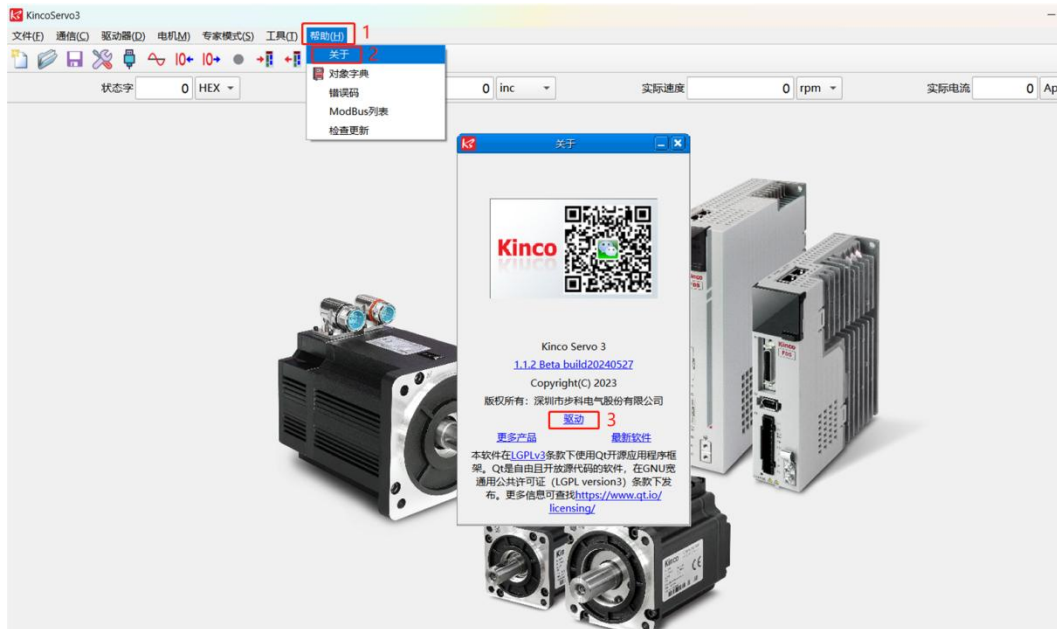 KincoServo3
文件(F) 通信(C) 驱动器(D) 电机(M) 专家模式(S) 工具(T) 帮助(H) 1
关于 2
对象字典
错误码
ModBus列表
检查更新
状态字 0 HEX 0 inc 实际速度 0 rpm 实际电流 0 Ap
关于
Kinco
Kinco Servo 3
1.1.2 Beta build20240527
Copyright(C) 2023
版权所有：深圳市步科电气股份有限公司
驱动 3
更多产品 最新软件
本软件在LGPLv3条款下使用Qt开源应用程序框
架。Qt是自由且开放源代码的软件，在GNU宽
通用公共许可证（LGPL version3）条款下发
布。更多信息可查找https://www.qt.io/
licensing/
Kinco